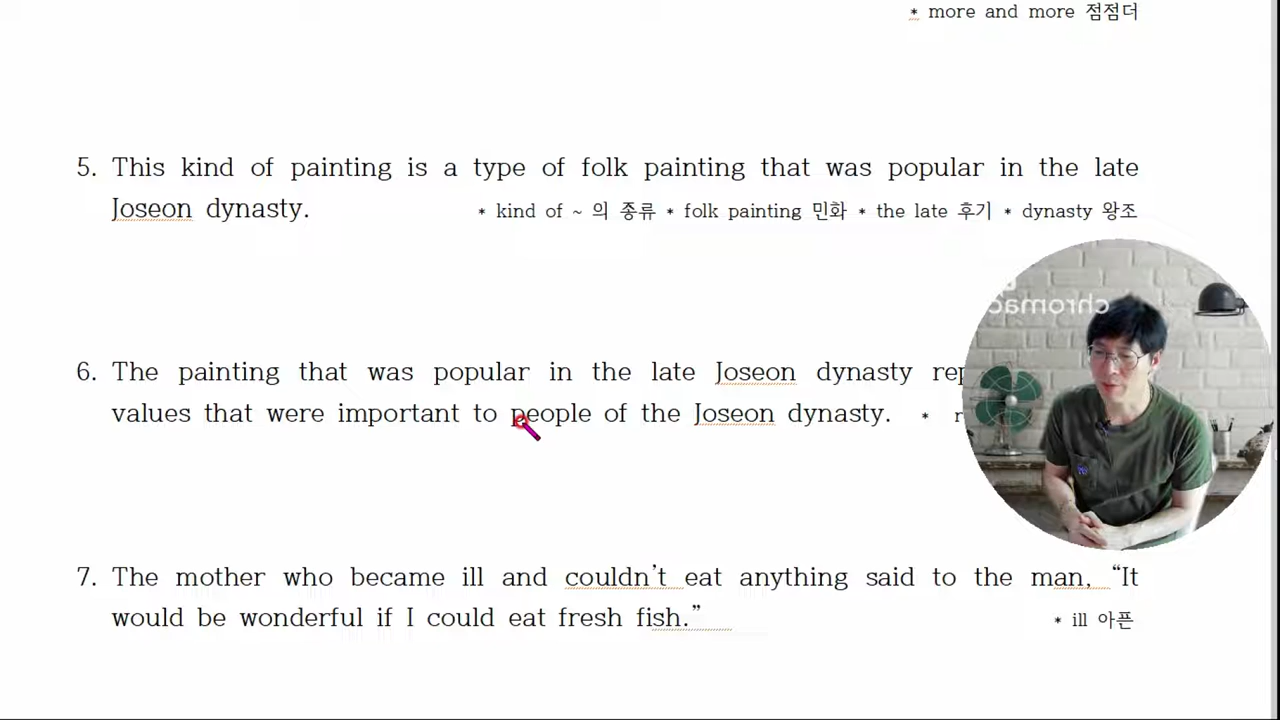 * more and more 점점더
5. This kind of painting is a type of folk painting that was popular in the late
Joseon dynasty.
* kind of ~ 의 종류 * folk painting 민화 * the late 후기 * dynasty 왕조
6. The painting that was popular in the late Joseon dynasty
values that were important to people of the Joseon dynasty. *
7. The mother who became ill and couldn't eat anything said to the man, “It
would be wonderful if I could eat fresh fish.”
* ill 아픈